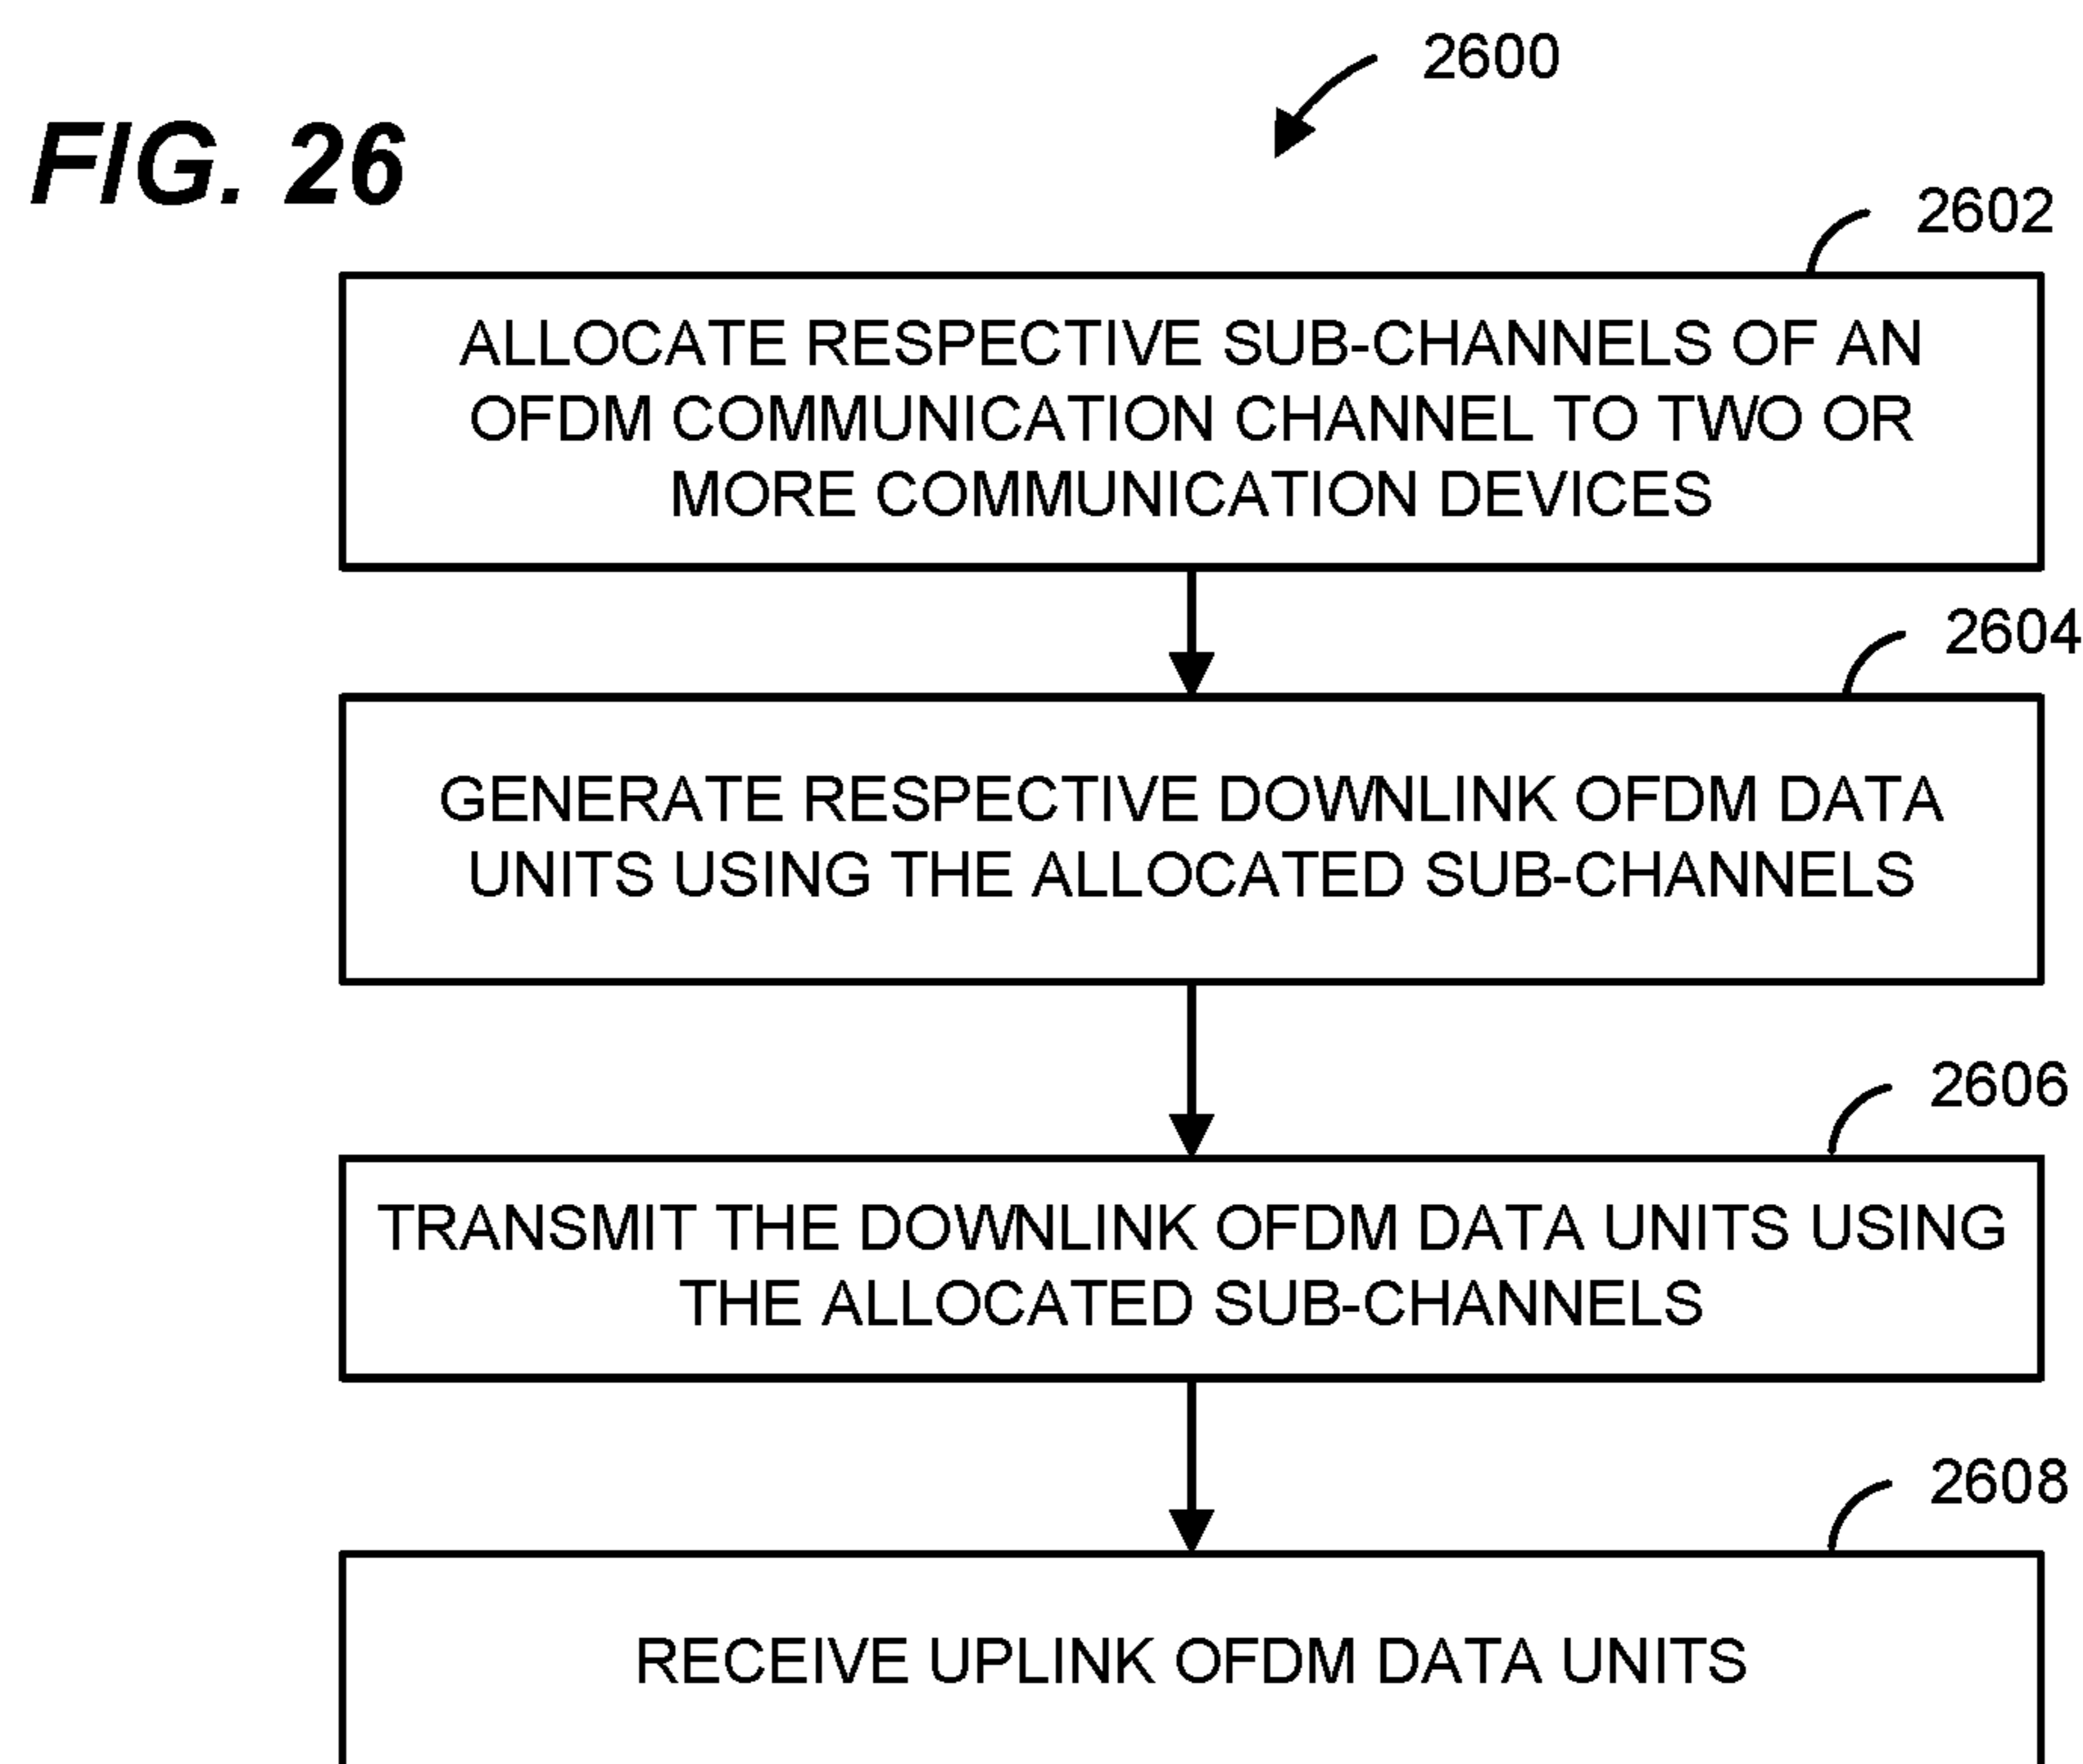 2600
FIG. 26
2602
ALLOCATE RESPECTIVE SUB-CHANNELS OF AN
OFDM COMMUNICATION CHANNEL TO TWO OR
MORE COMMUNICATION DEVICES
2604
GENERATE RESPECTIVE DOWNLINK OFDM DATA
UNITS USING THE ALLOCATED SUB-CHANNELS
2606
TRANSMIT THE DOWNLINK OFDM DATA UNITS USING
THE ALLOCATED SUB-CHANNELS
2608
RECEIVE UPLINK OFDM DATA UNITS